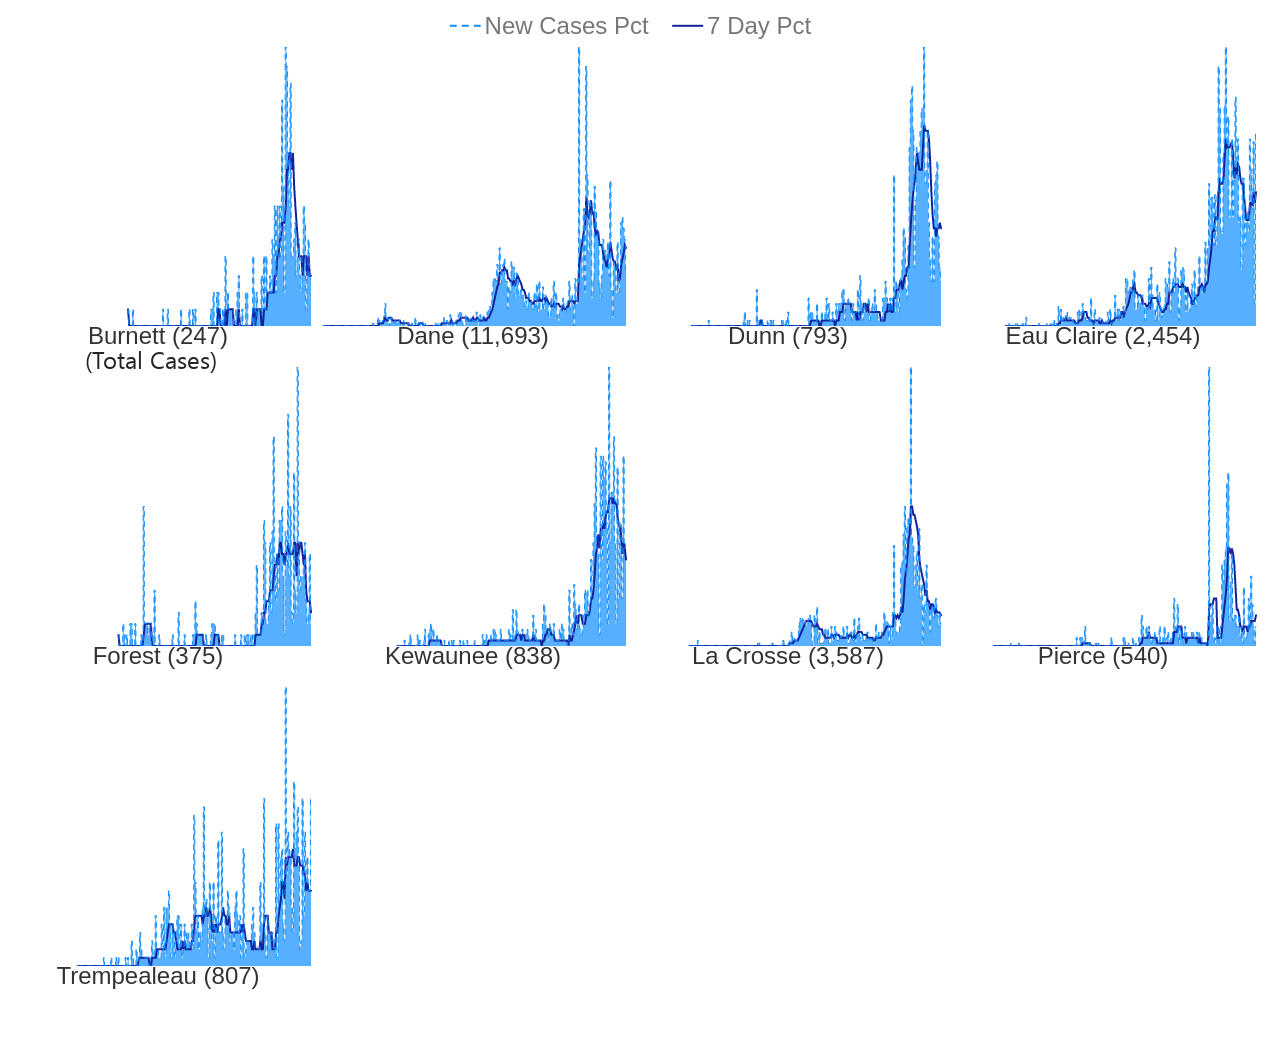 New Cases Pct 7 Day Pct
Burnett (247) Dane (11,693) Dunn (793) Eau Claire (2,454)
(Total Cases)
Forest (375) Kewaunee (838) La Crosse (3,587) Pierce (540)
Trempealeau (807)